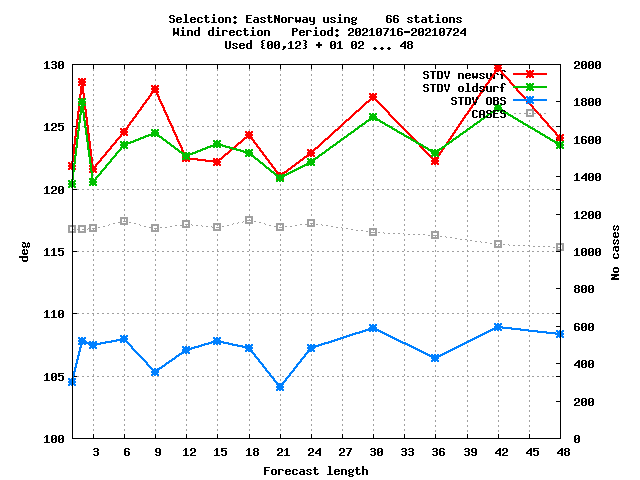 Selection: EastNorway using    66 stations
Wind direction   Period: 20210716-20210724
Used {00,12} + 01 02 ... 48
130
125
120
115
110
105
100
deg
2000
1800
1600
1400
1200
1000
800
600
400
200
0
No cases
STDV newsurf
STDV oldsurf
STDV OBS
CASES
3 6 9 12 15 18 21 24 27 30 33 36 39 42 45 48
Forecast length